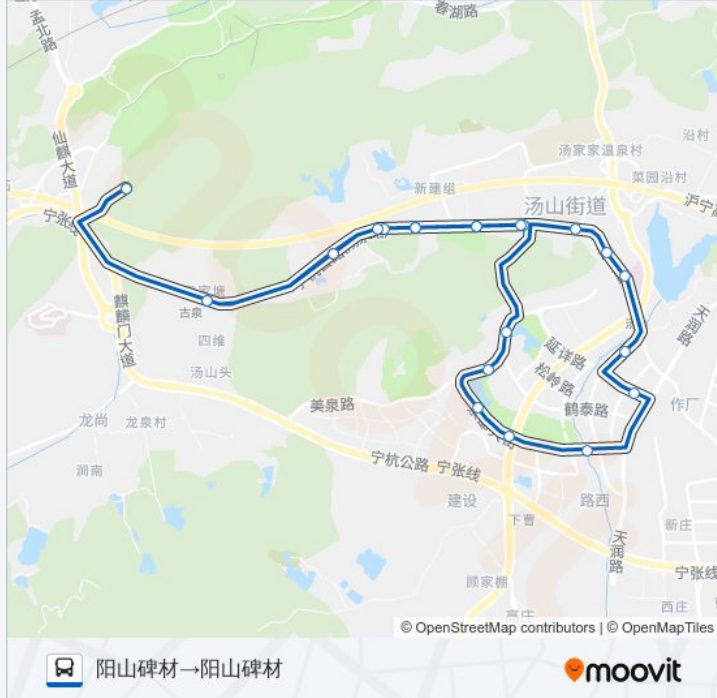 孟北路
春湖路
沿村
汤家家温泉村
仙麒大道
新建组
菜园沿村
汤山街道
宁张线
古泉
麒麟门大道
四维
汤山头
延祥路
松岭路
天润路
美泉路
鹤泰路
作厂
龙尚
龙泉村
宁杭公路 宁张线
涧南
建设
路西
下曹
新庄
天润路
宁张线
顾家棚
西庄
高庄
© OpenStreetMap contributors | © OpenMapTiles
阳山碑材→阳山碑材
moovit